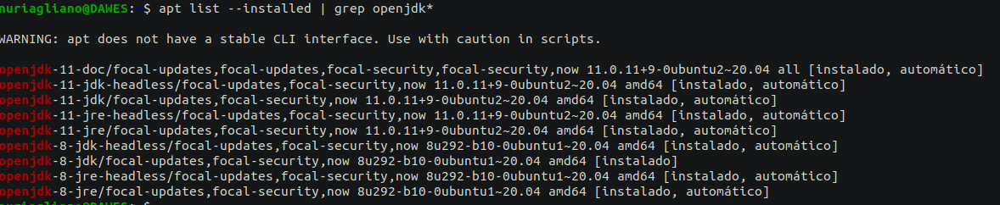 nuriagliano@DAWES:~$ apt list --installed | grep openjdk*
WARNING: apt does not have a stable CLI interface. Use with caution in scripts.
openjdk-11-doc/focal-updates,focal-updates,focal-security,focal-security,now 11.0.11+9-0ubuntu2~20.04 all [instalado, automático]
openjdk-11-jdk-headless/focal-updates,focal-security,now 11.0.11+9-0ubuntu2~20.04 amd64 [instalado, automático]
openjdk-11-jdk/focal-updates,focal-security,now 11.0.11+9-0ubuntu2~20.04 amd64 [instalado, automático]
openjdk-11-jre-headless/focal-updates,focal-security,now 11.0.11+9-0ubuntu2~20.04 amd64 [instalado, automático]
openjdk-11-jre/focal-updates,focal-security,now 11.0.11+9-0ubuntu2~20.04 amd64 [instalado, automático]
openjdk-8-jdk-headless/focal-updates,focal-security,now 8u292-b10-0ubuntu1~20.04 amd64 [instalado, automático]
openjdk-8-jdk/focal-updates,focal-security,now 8u292-b10-0ubuntu1~20.04 amd64 [instalado]
openjdk-8-jre-headless/focal-updates,focal-security,now 8u292-b10-0ubuntu1~20.04 amd64 [instalado, automático]
openjdk-8-jre/focal-updates,focal-security,now 8u292-b10-0ubuntu1~20.04 amd64 [instalado, automático]
nuriagliano@DAWES:~$